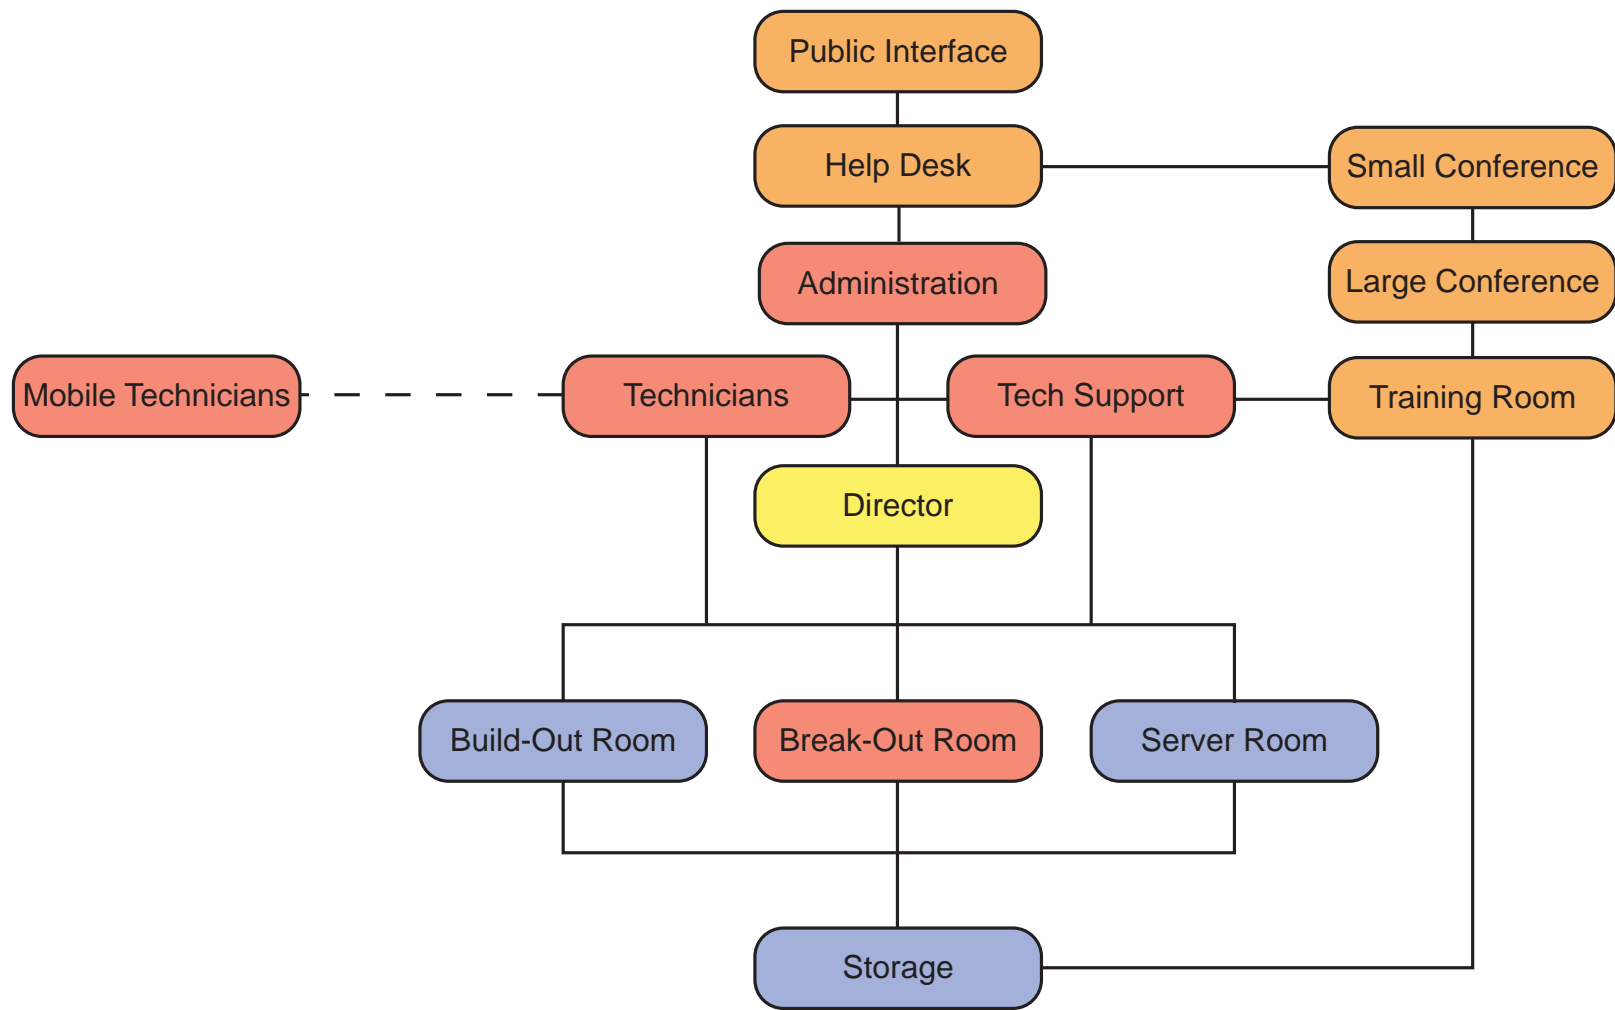 Public Interface
Help Desk
Small Conference
Administration
Large Conference
Mobile Technicians
Technicians
Tech Support
Training Room
Director
Build-Out Room
Break-Out Room
Server Room
Storage